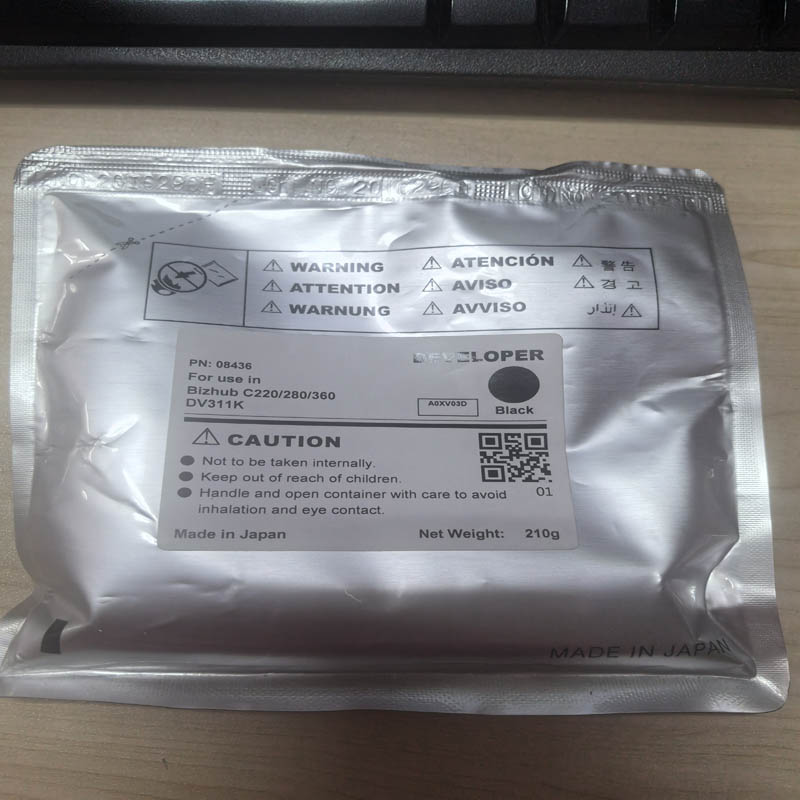 WARNING
ATTENTION
WARNUNG
ATENCIÓN
AVISO
AVVISO
警告
경고
إنذار
DEVELOPER
PN: 08436
For use in
Bizhub C220/280/360
DV311K
A0XV03D
Black
CAUTION
Not to be taken internally.
Keep out of reach of children.
Handle and open container with care to avoid
inhalation and eye contact.
01
Made in Japan Net Weight: 210g
MADE IN JAPAN